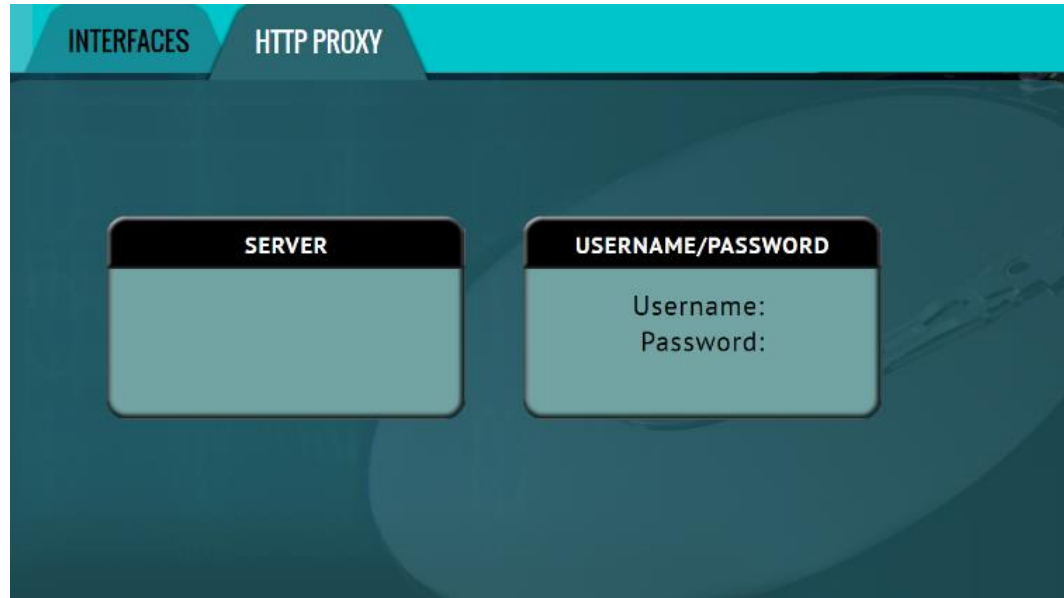 INTERFACES
HTTP PROXY
SERVER
USERNAME/PASSWORD
Username:
Password: